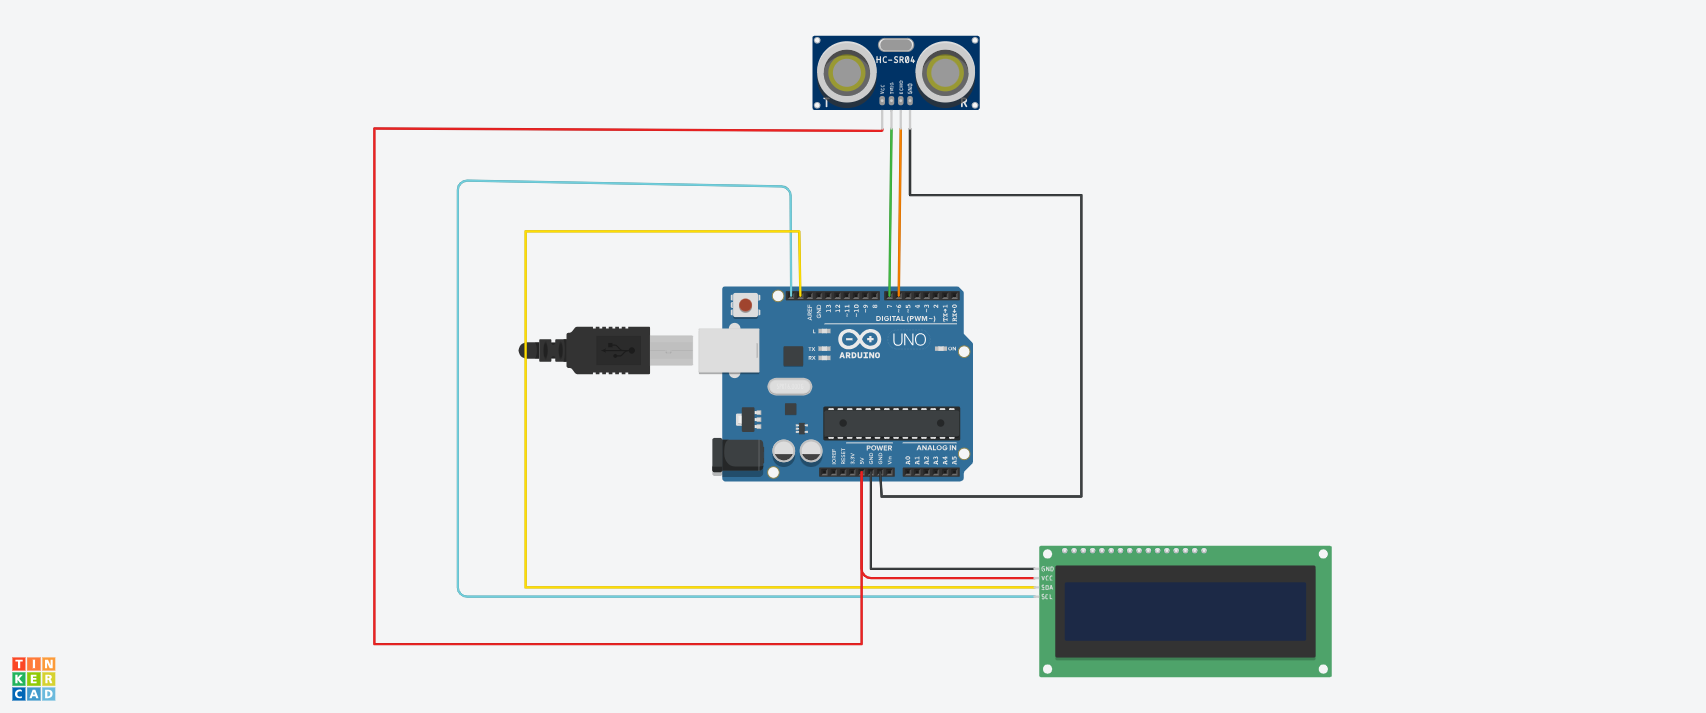 HC-SR04
VCC
TRIG
ECHO
GND
T
R
AREF
GND
13
12
~11
~10
~9
8
7
~6
~5
4
~3
2
TX→1
RX←0
DIGITAL (PWM~)
L
TX
RX
ARDUINO
UNO
ON
POWER
ANALOG IN
IOREF
RESET
3.3V
5V
GND
GND
Vin
A0
A1
A2
A3
A4
A5
GND
VCC
SDA
SCL
TIN
KER
CAD